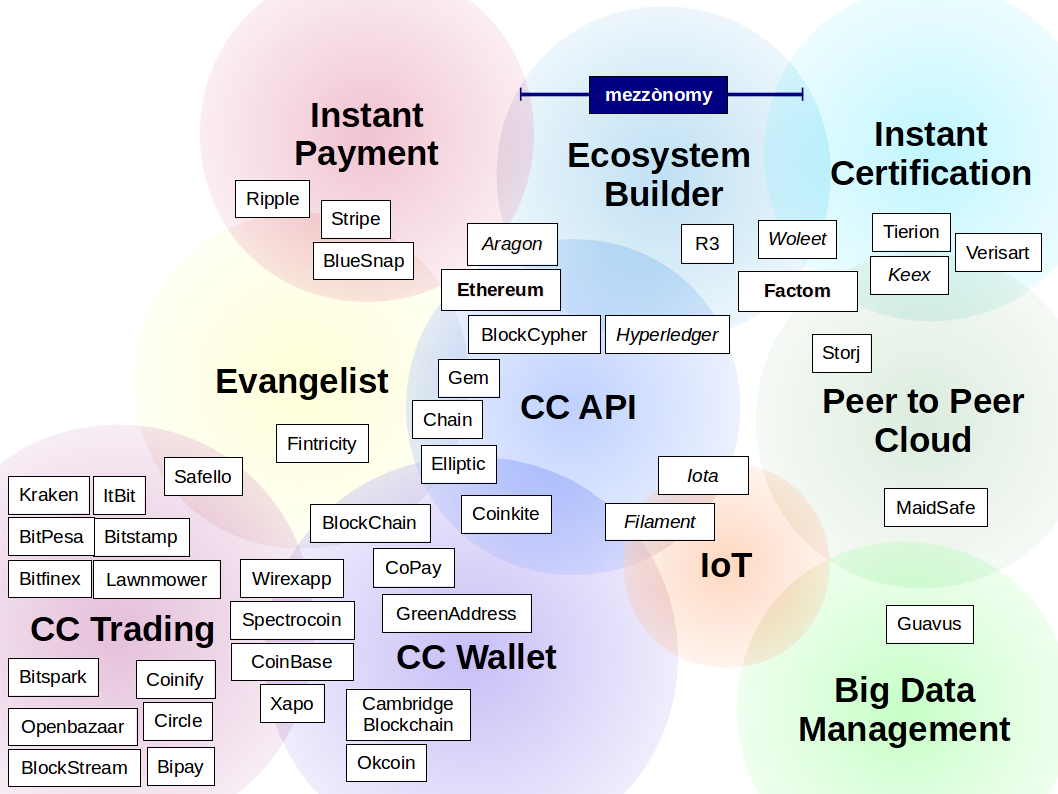 mezzònomy
Instant
Payment
Ecosystem
Builder
Instant
Certification
Ripple
Stripe
BlueSnap
Aragon
R3
Woleet
Tierion
Verisart
Keex
Ethereum
Factom
BlockCypher
Hyperledger
Storj
Evangelist
Gem
CC API
Peer to Peer
Cloud
Chain
Fintricity
Elliptic
Safello
Iota
Kraken
ItBit
BlockChain
Coinkite
Filament
MaidSafe
BitPesa
Bitstamp
IoT
Bitfinex
Lawnmower
Wirexapp
CoPay
CC Trading
Spectrocoin
GreenAddress
Guavus
CoinBase
CC Wallet
Bitspark
Coinify
Xapo
Cambridge
Blockchain
Big Data
Management
Openbazaar
Circle
BlockStream
Bipay
Okcoin